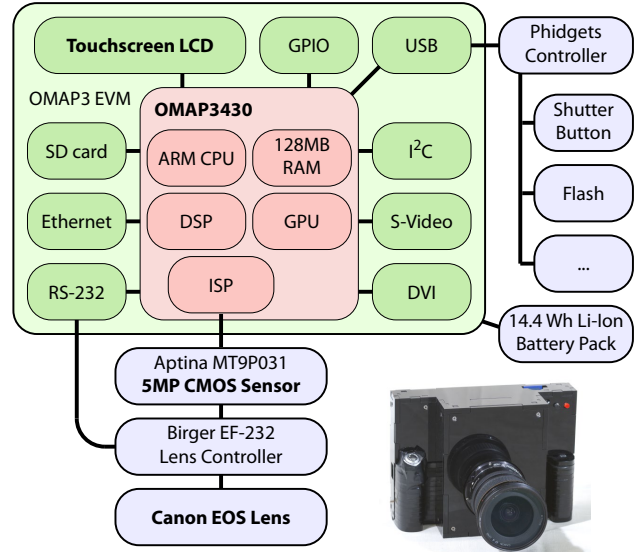 Touchscreen LCD
GPIO
USB
Phidgets
Controller
OMAP3 EVM
OMAP3430
Shutter
Button
SD card
ARM CPU
128MB
RAM
I²C
Flash
Ethernet
DSP
GPU
S-Video
...
RS-232
ISP
DVI
14.4 Wh Li-Ion
Battery Pack
Aptina MT9P031
5MP CMOS Sensor
Birger EF-232
Lens Controller
Canon EOS Lens